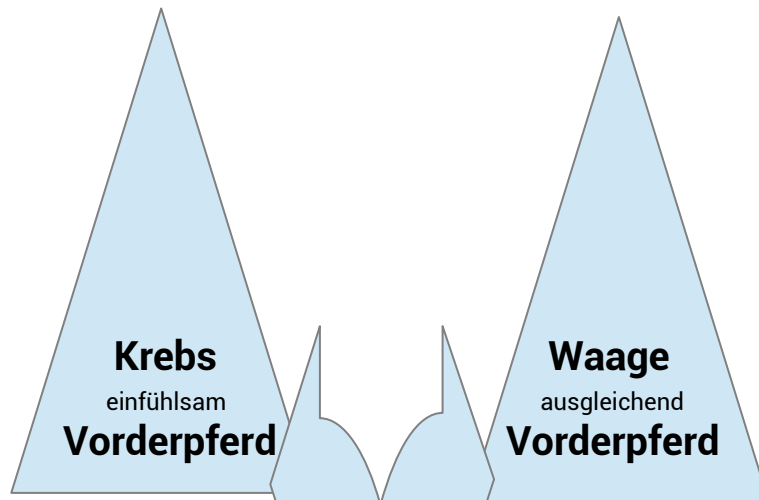 Krebs
einfühlsam
Vorderpferd
Waage
ausgleichend
Vorderpferd